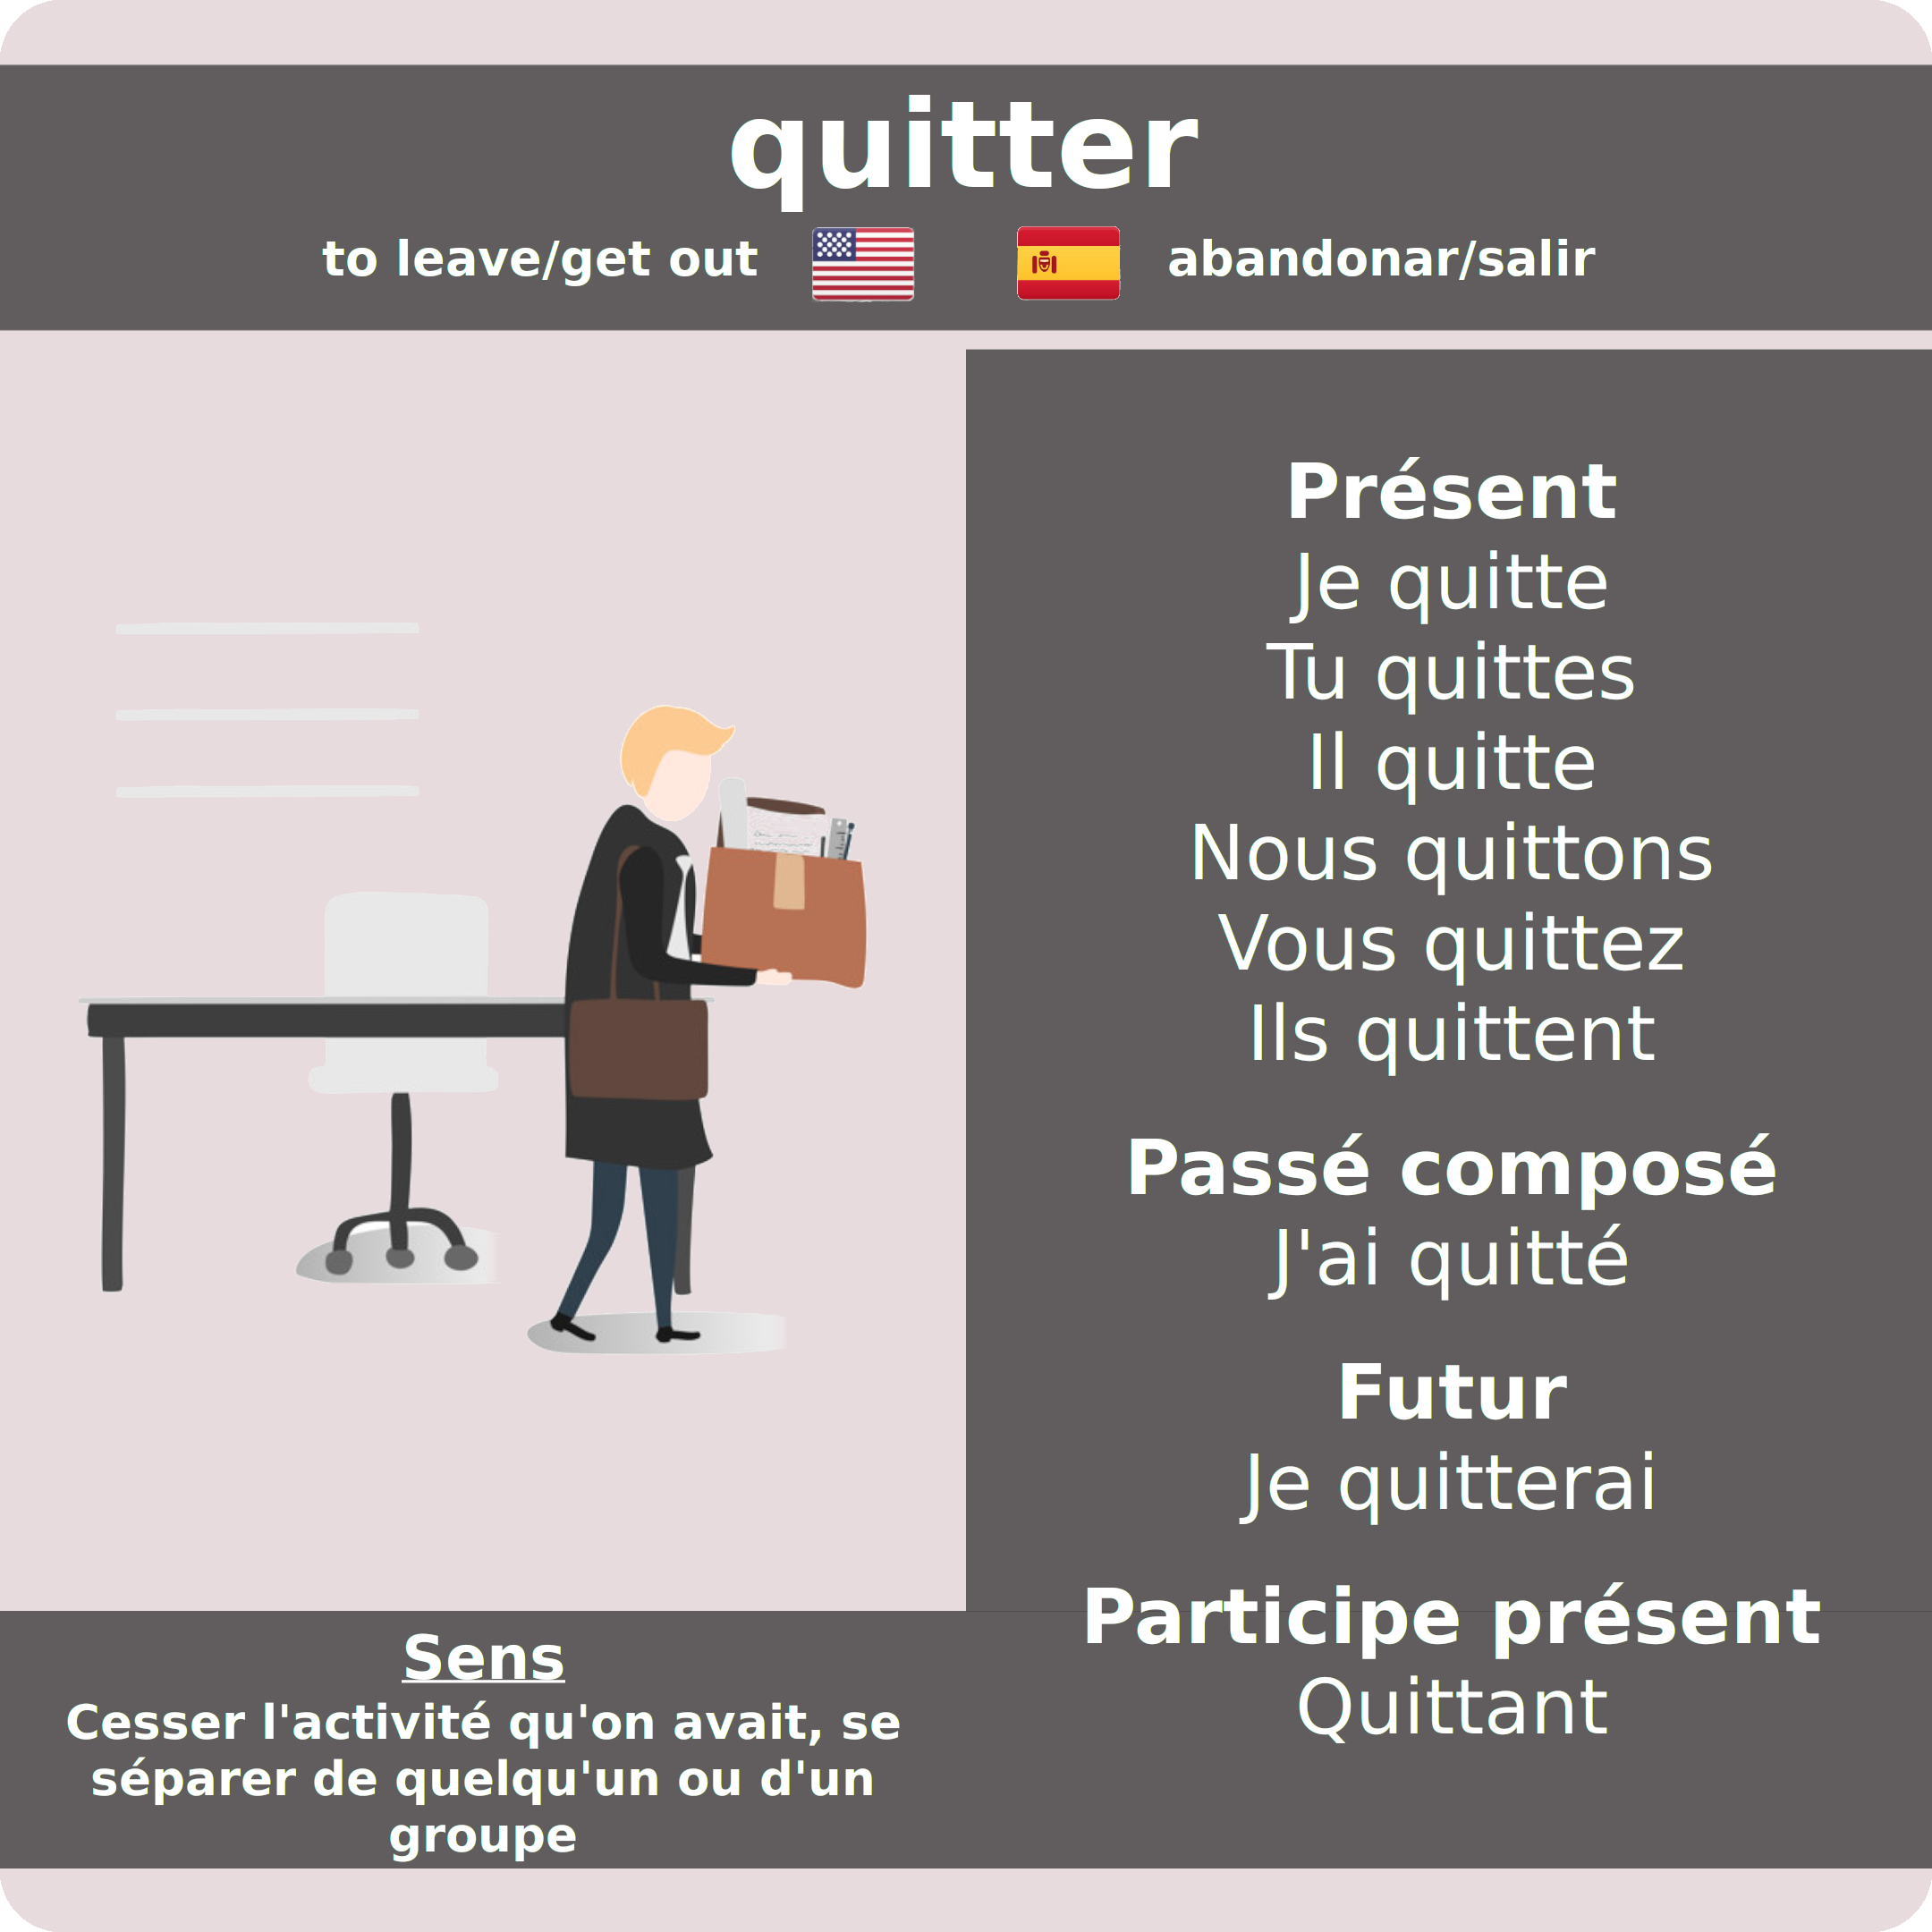 quitter
to leave/get out
abandonar/salir
Présent
Je quitte
Tu quittes
Il quitte
Nous quittons
Vous quittez
Ils quittent
Passé composé
J'ai quitté
Futur
Je quitterai
Participe présent
Quittant
Sens
Cesser l'activité qu'on avait, se
séparer de quelqu'un ou d'un
groupe